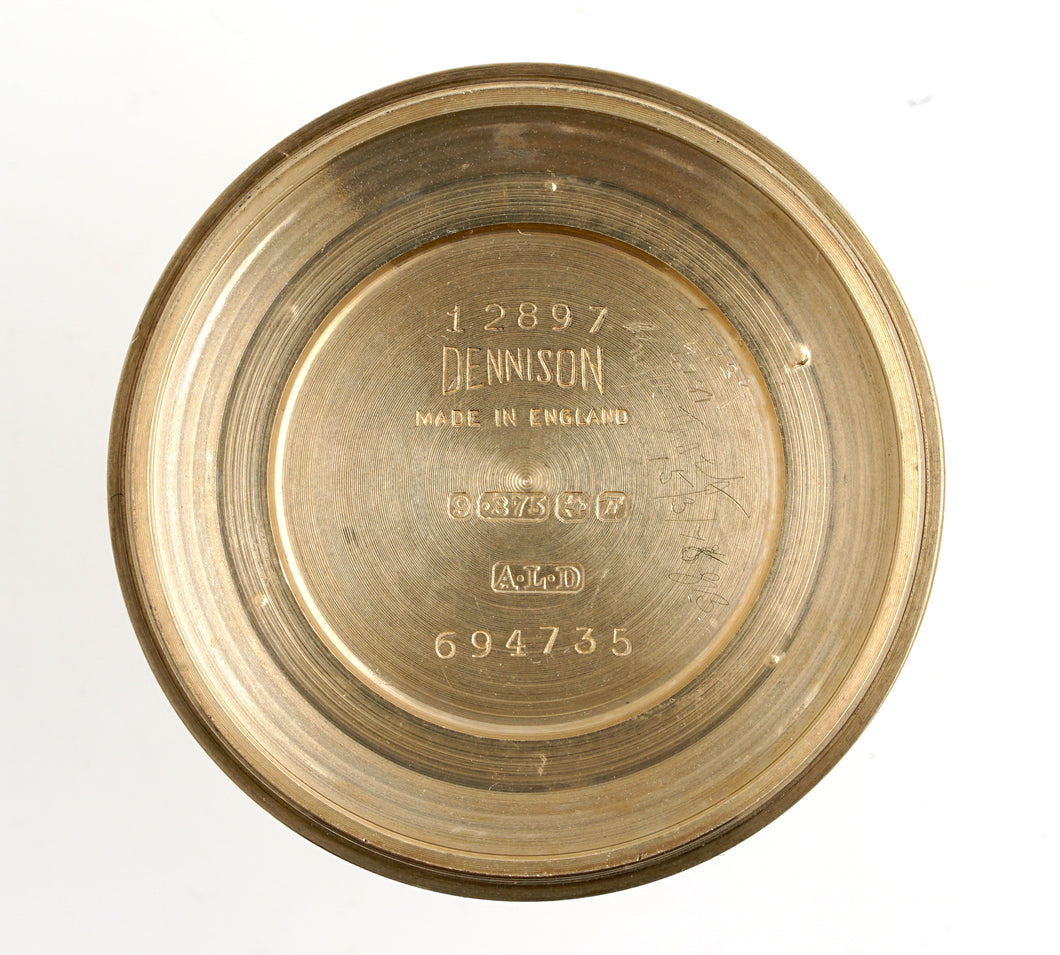 12897
DENNISON
MADE IN ENGLAND
9 .375 F
A·L·D
694735